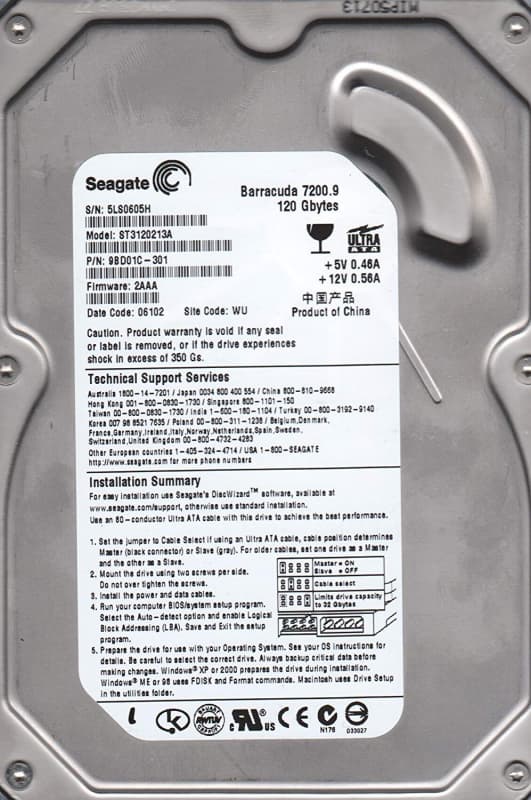 MIP50713
Seagate
Barracuda 7200.9
120 Gbytes
S/N: 5LS0605H
Model: ST3120213A
ULTRA
ATA
P/N: 9BD01C-301
+5V 0.46A
+12V 0.56A
Firmware: 2AAA
中国产品
Date Code: 06102 Site Code: WU Product of China
Caution. Product warranty is void if any seal
or label is removed, or if the drive experiences
shock in excess of 350 Gs.
Technical Support Services
Australia 1800-14-7201 / Japan 0034 800 400 554 / China 800-810-9668
Hong Kong 001-800-0830-1730 / Singapore 800-1101-150
Taiwan 00-800-0830-1730 / India 1-600-180-1104 / Turkey 00-800-3192-9140
Korea 007 98 8521 7635 / Poland 00-800-311-1238 / Belgium,Denmark,
France,Germany,Ireland,Italy,Norway,Netherlands,Spain,Sweden,
Switzerland,United Kingdom 00-800-4732-4283
Other European countries 1-405-324-4714 / USA 1-800-SEAGATE
http://www.seagate.com for more phone numbers
Installation Summary
For easy installation use Seagate's DiscWizard™ software, available at
www.seagate.com/support, otherwise use standard installation.
Use an 80-conductor Ultra ATA cable with this drive to achieve the best performance.
1. Set the jumper to Cable Select if using an Ultra ATA cable, cable position determines
Master (black connector) or Slave (gray). For older cables, set one drive as a Master
and the other as a Slave.
2. Mount the drive using two screws per side.
Do not over tighten the screws.
3. Install the power and data cables.
4. Run your computer BIOS/system setup program.
Select the Auto-detect option and enable Logical
Block Addressing (LBA). Save and Exit the setup
program.
Master = ON
Slave = OFF
Cable select
Limits drive capacity
to 32 Gbytes
5. Prepare the drive for use with your Operating System. See your OS instructions for
details. Be careful to select the correct drive. Always backup critical data before
making changes. Windows® XP or 2000 prepares the drive during installation.
Windows® ME or 98 uses FDISK and Format commands. Macintosh uses Drive Setup
in the utilities folder.
c RU US CE N176 033027